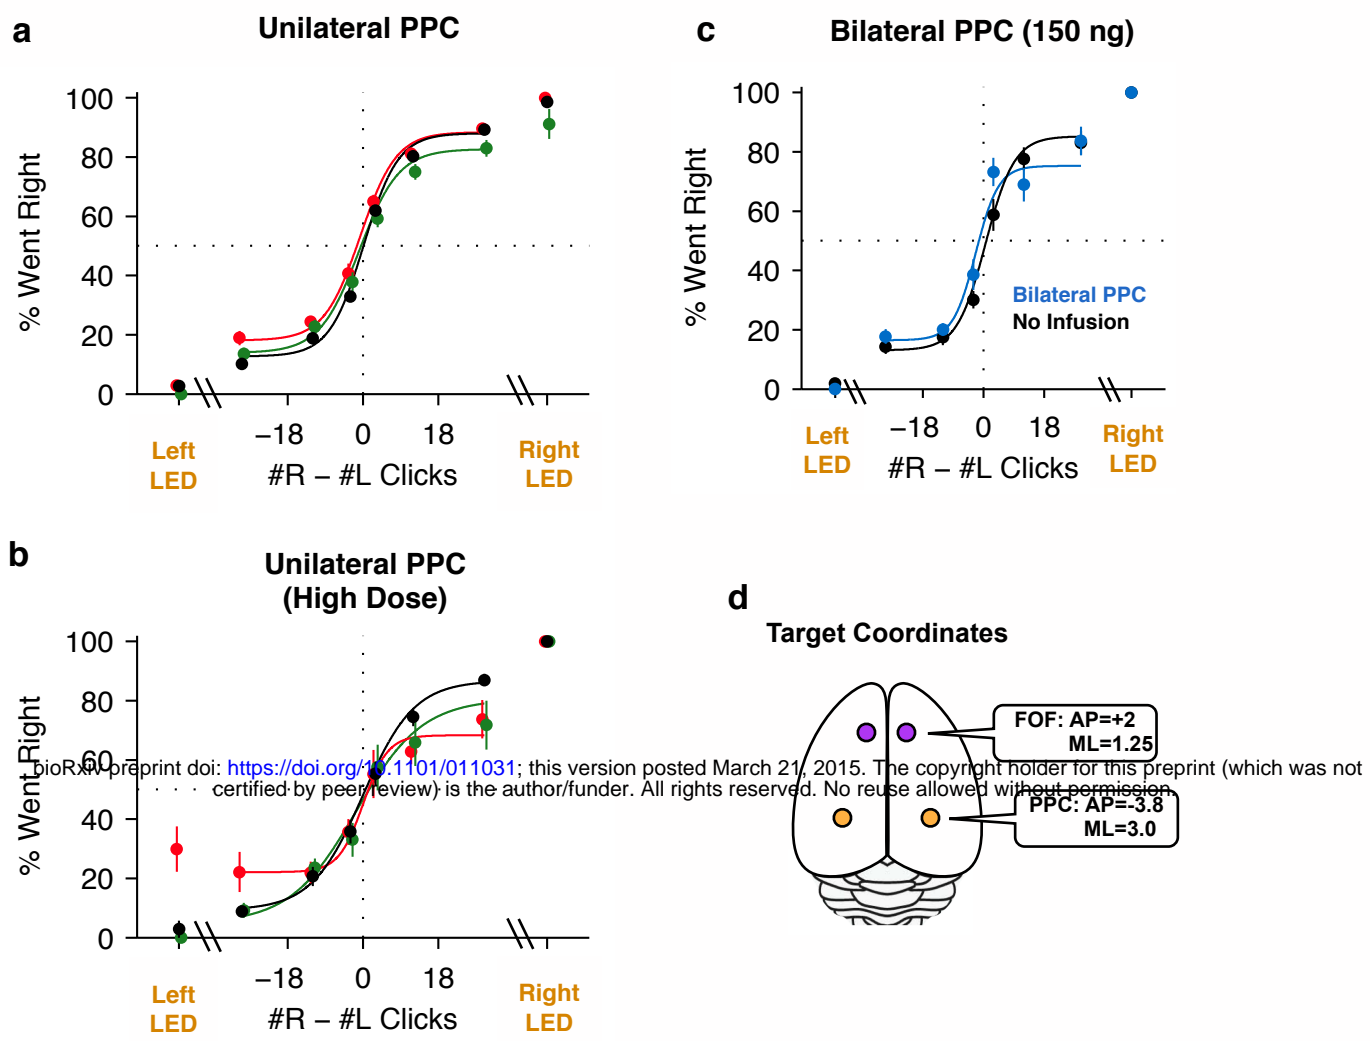 a
Unilateral PPC
100
80
60
40
20
0
% Went Right
−18 0 18
Left
LED
#R − #L Clicks
Right
LED
c
Bilateral PPC (150 ng)
100
80
60
40
20
0
% Went Right
Bilateral PPC
No Infusion
−18 0 18
Left
LED
#R − #L Clicks
Right
LED
b
Unilateral PPC
(High Dose)
100
80
60
40
20
0
% Went Right
−18 0 18
Left
LED
#R − #L Clicks
Right
LED
d
Target Coordinates
FOF: AP=+2
ML=1.25
PPC: AP=-3.8
ML=3.0
bioRxiv preprint doi: https://doi.org/10.1101/011031; this version posted March 21, 2015. The copyright holder for this preprint (which was not
certified by peer review) is the author/funder. All rights reserved. No reuse allowed without permission.